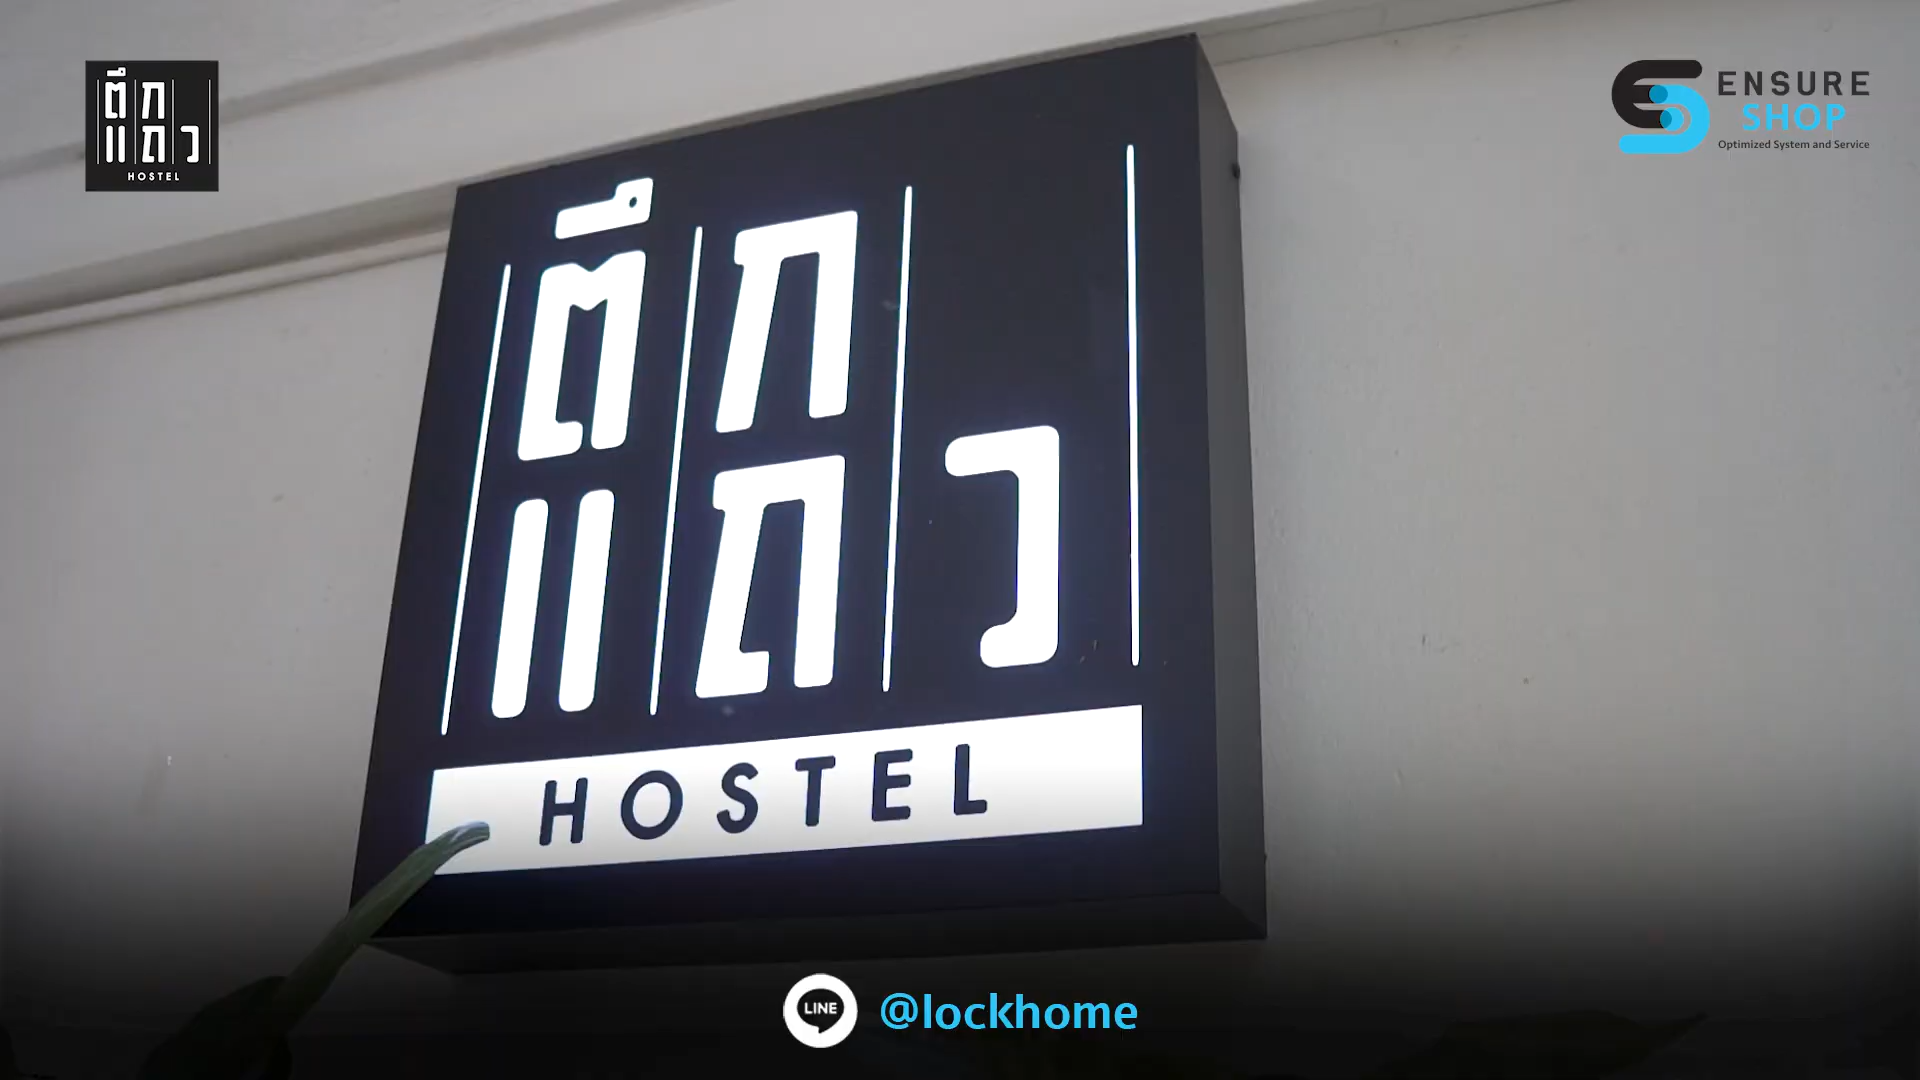 ตึก
แถว
HOSTEL
ENSURE
SHOP
Optimized System and Service
ตึก
แถว
HOSTEL
LINE
@lockhome